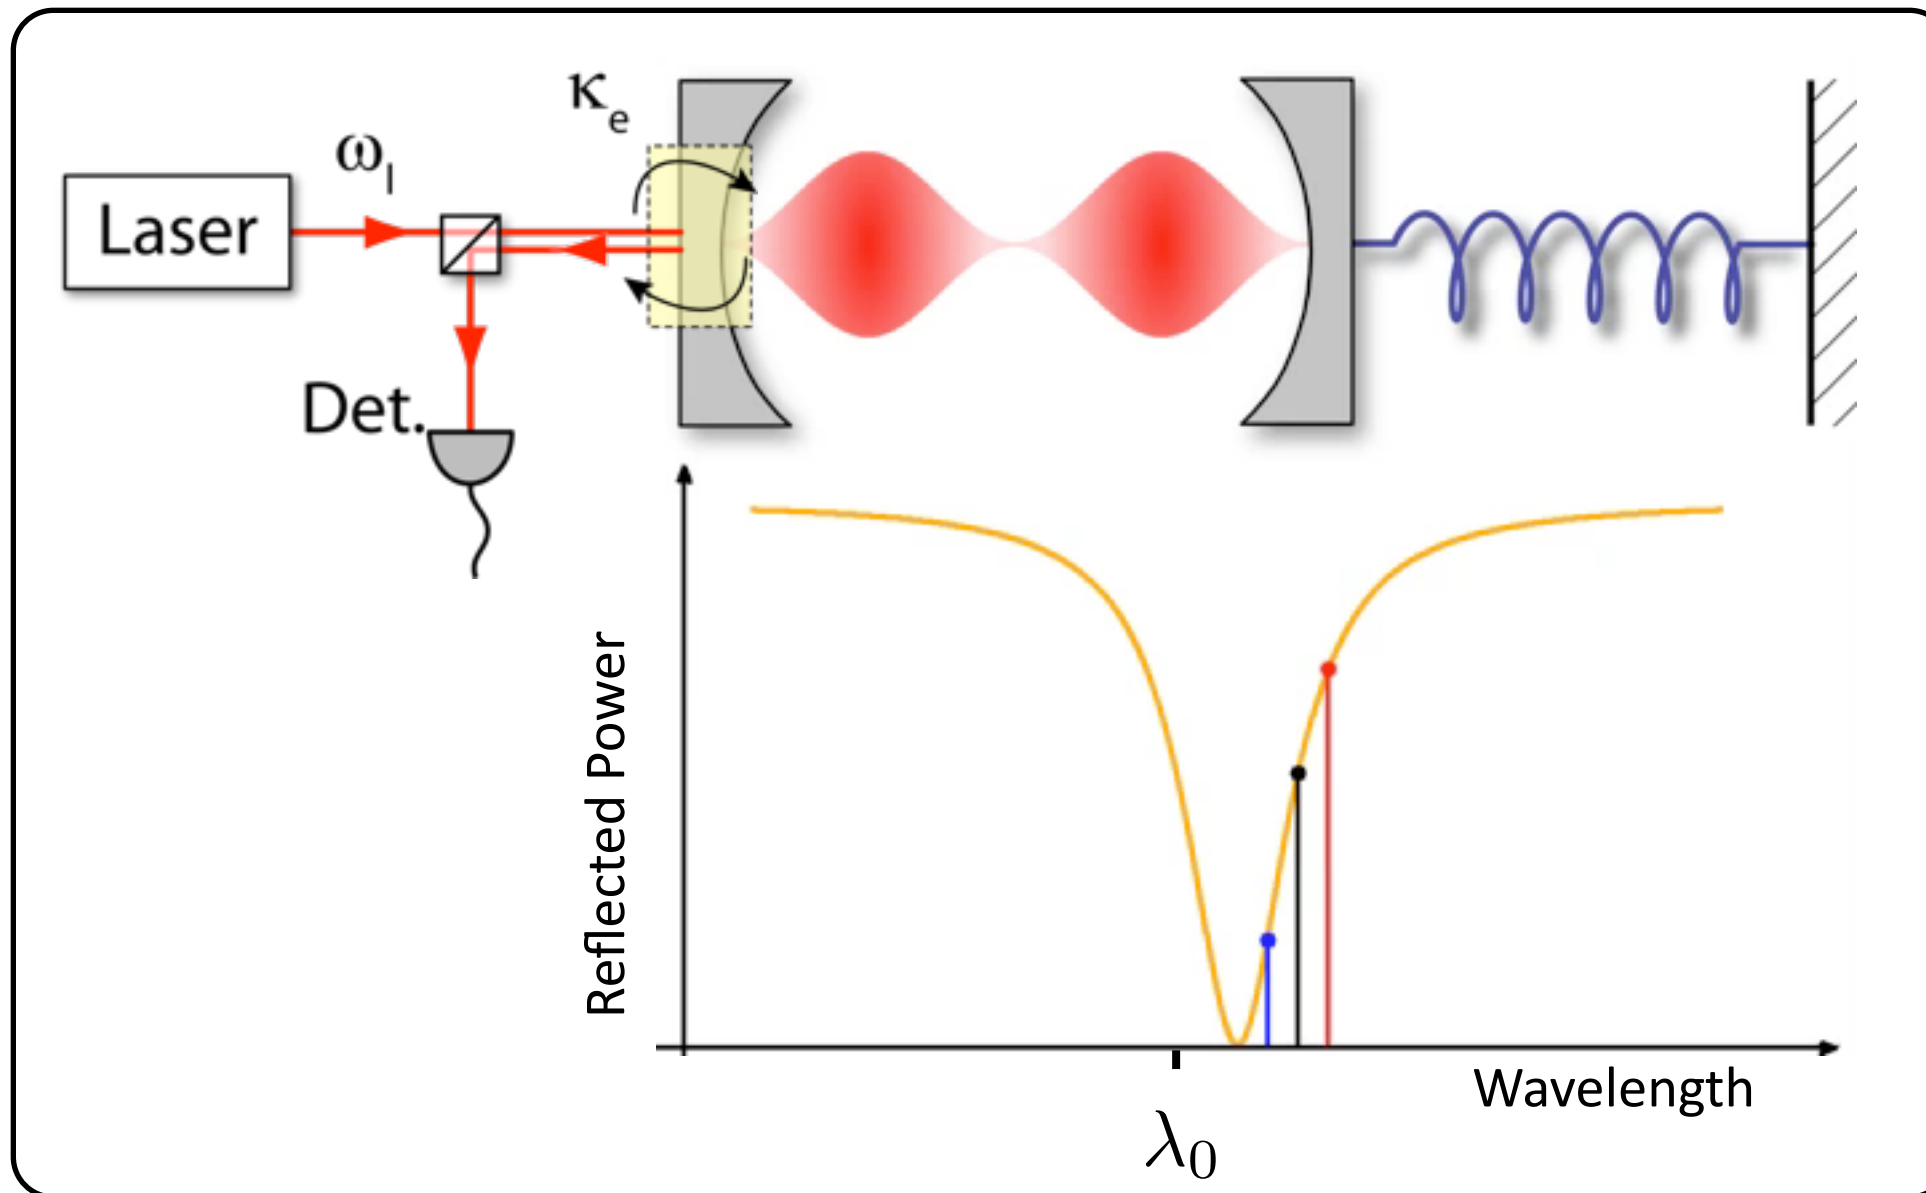 κe
ωl
Laser
Det.
Reflected Power
Wavelength
λ0